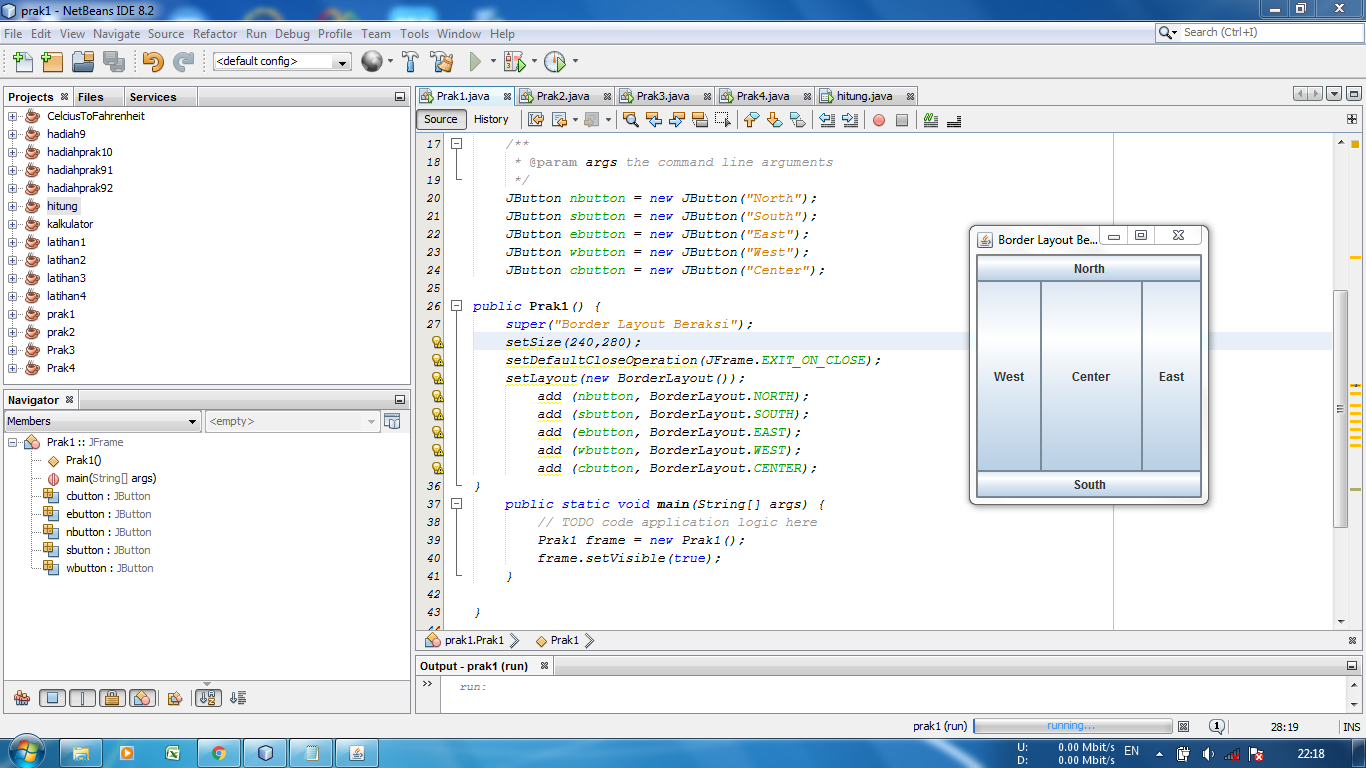 prak1 - NetBeans IDE 8.2
File Edit View Navigate Source Refactor Run Debug Profile Team Tools Window Help
Search (Ctrl+I)
<default config>
Projects Files Services
CelciusToFahrenheit
hadiah9
hadiahprak10
hadiahprak91
hadiahprak92
hitung
kalkulator
latihan1
latihan2
latihan3
latihan4
prak1
prak2
Prak3
Prak4
Navigator
Members <empty>
Prak1 :: JFrame
Prak1()
main(String[] args)
cbutton : JButton
ebutton : JButton
nbutton : JButton
sbutton : JButton
wbutton : JButton
Prak1.java Prak2.java Prak3.java Prak4.java hitung.java
Source History
17 /**
18 * @param args the command line arguments
19 */
20 JButton nbutton = new JButton("North");
21 JButton sbutton = new JButton("South");
22 JButton ebutton = new JButton("East");
23 JButton wbutton = new JButton("West");
24 JButton cbutton = new JButton("Center");
25
26 public Prak1() {
27 super("Border Layout Beraksi");
setSize(240,280);
setDefaultCloseOperation(JFrame.EXIT_ON_CLOSE);
setLayout(new BorderLayout());
add (nbutton, BorderLayout.NORTH);
add (sbutton, BorderLayout.SOUTH);
add (ebutton, BorderLayout.EAST);
add (wbutton, BorderLayout.WEST);
add (cbutton, BorderLayout.CENTER);
36 }
37 public static void main(String[] args) {
38 // TODO code application logic here
39 Prak1 frame = new Prak1();
40 frame.setVisible(true);
41 }
42
43 }
Border Layout Be...
North
West Center East
South
prak1.Prak1 Prak1
Output - prak1 (run)
run:
prak1 (run) running... 1 28:19 INS
U: 0.00 Mbit/s
D: 0.00 Mbit/s
EN
22:18